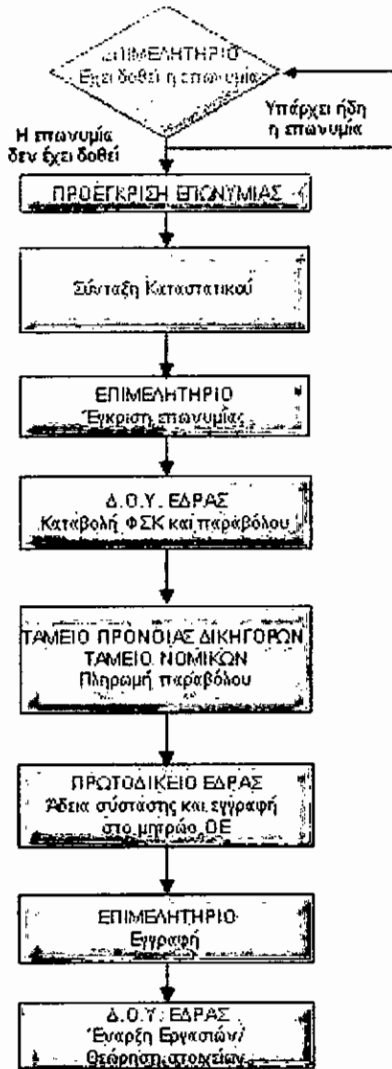 ΕΠΙΜΕΛΗΤΗΡΙΟ
Έχει δοθεί η επωνυμία
Υπάρχει ήδη
η επωνυμία
Η επωνυμία
δεν έχει δοθεί
ΠΡΟΕΓΚΡΙΣΗ ΕΠΩΝΥΜΙΑΣ
Σύνταξη Καταστατικού
ΕΠΙΜΕΛΗΤΗΡΙΟ
Έγκριση επωνυμίας
Δ.Ο.Υ. ΕΔΡΑΣ
Καταβολή ΦΣΚ και παραβόλου
ΤΑΜΕΙΟ ΠΡΟΝΟΙΑΣ ΔΙΚΗΓΟΡΩΝ
ΤΑΜΕΙΟ ΝΟΜΙΚΩΝ
Πληρωμή παραβόλου
ΠΡΩΤΟΔΙΚΕΙΟ ΕΔΡΑΣ
Άδεια σύστασης και εγγραφή
στο μητρώο ΟΕ
ΕΠΙΜΕΛΗΤΗΡΙΟ
Εγγραφή
Δ.Ο.Υ. ΕΔΡΑΣ
Έναρξη Εργασιών/
Θεώρηση στοιχείων